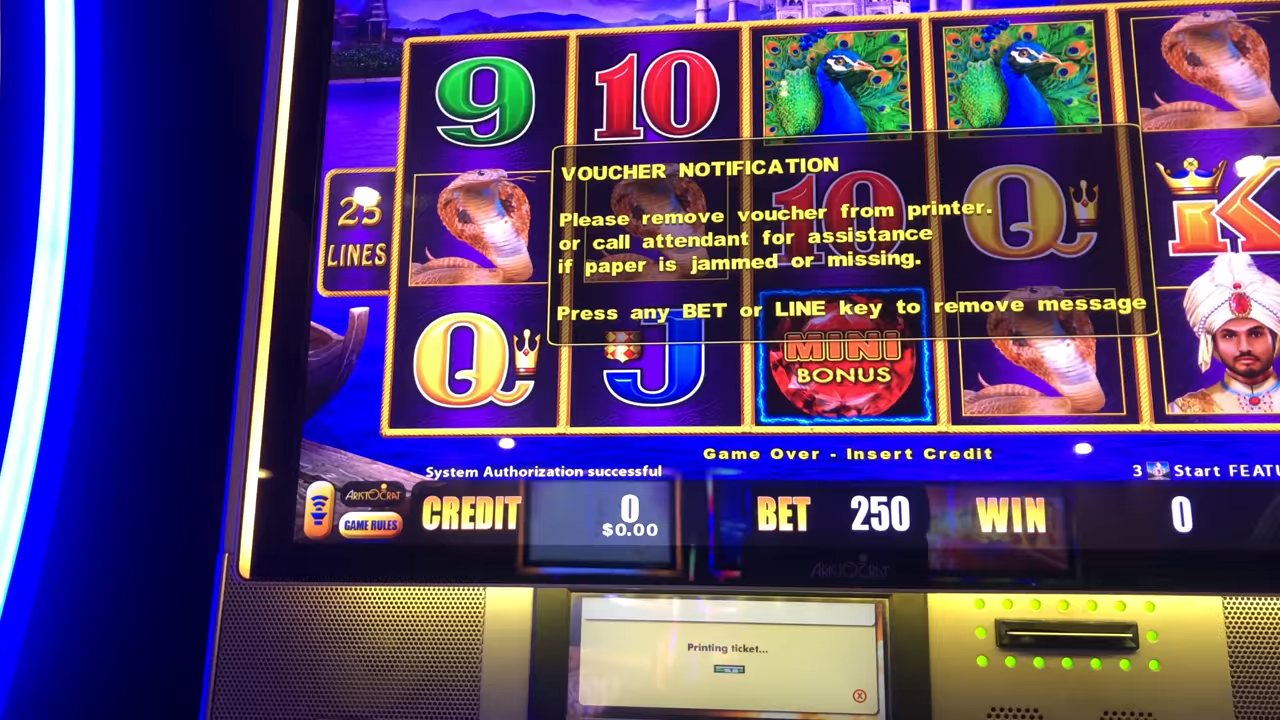 9
10
VOUCHER NOTIFICATION
Please remove voucher from printer.
or call attendant for assistance
if paper is jammed or missing.
Press any BET or LINE key to remove message
25
LINES
10
Q
K
Q
J
MINI
BONUS
Game Over - Insert Credit
System Authorization successful
3 Start FEATU
ARISTOCRAT
GAME RULES
CREDIT
0
$0.00
BET 250
WIN 0
ARISTOCRAT
Printing ticket...